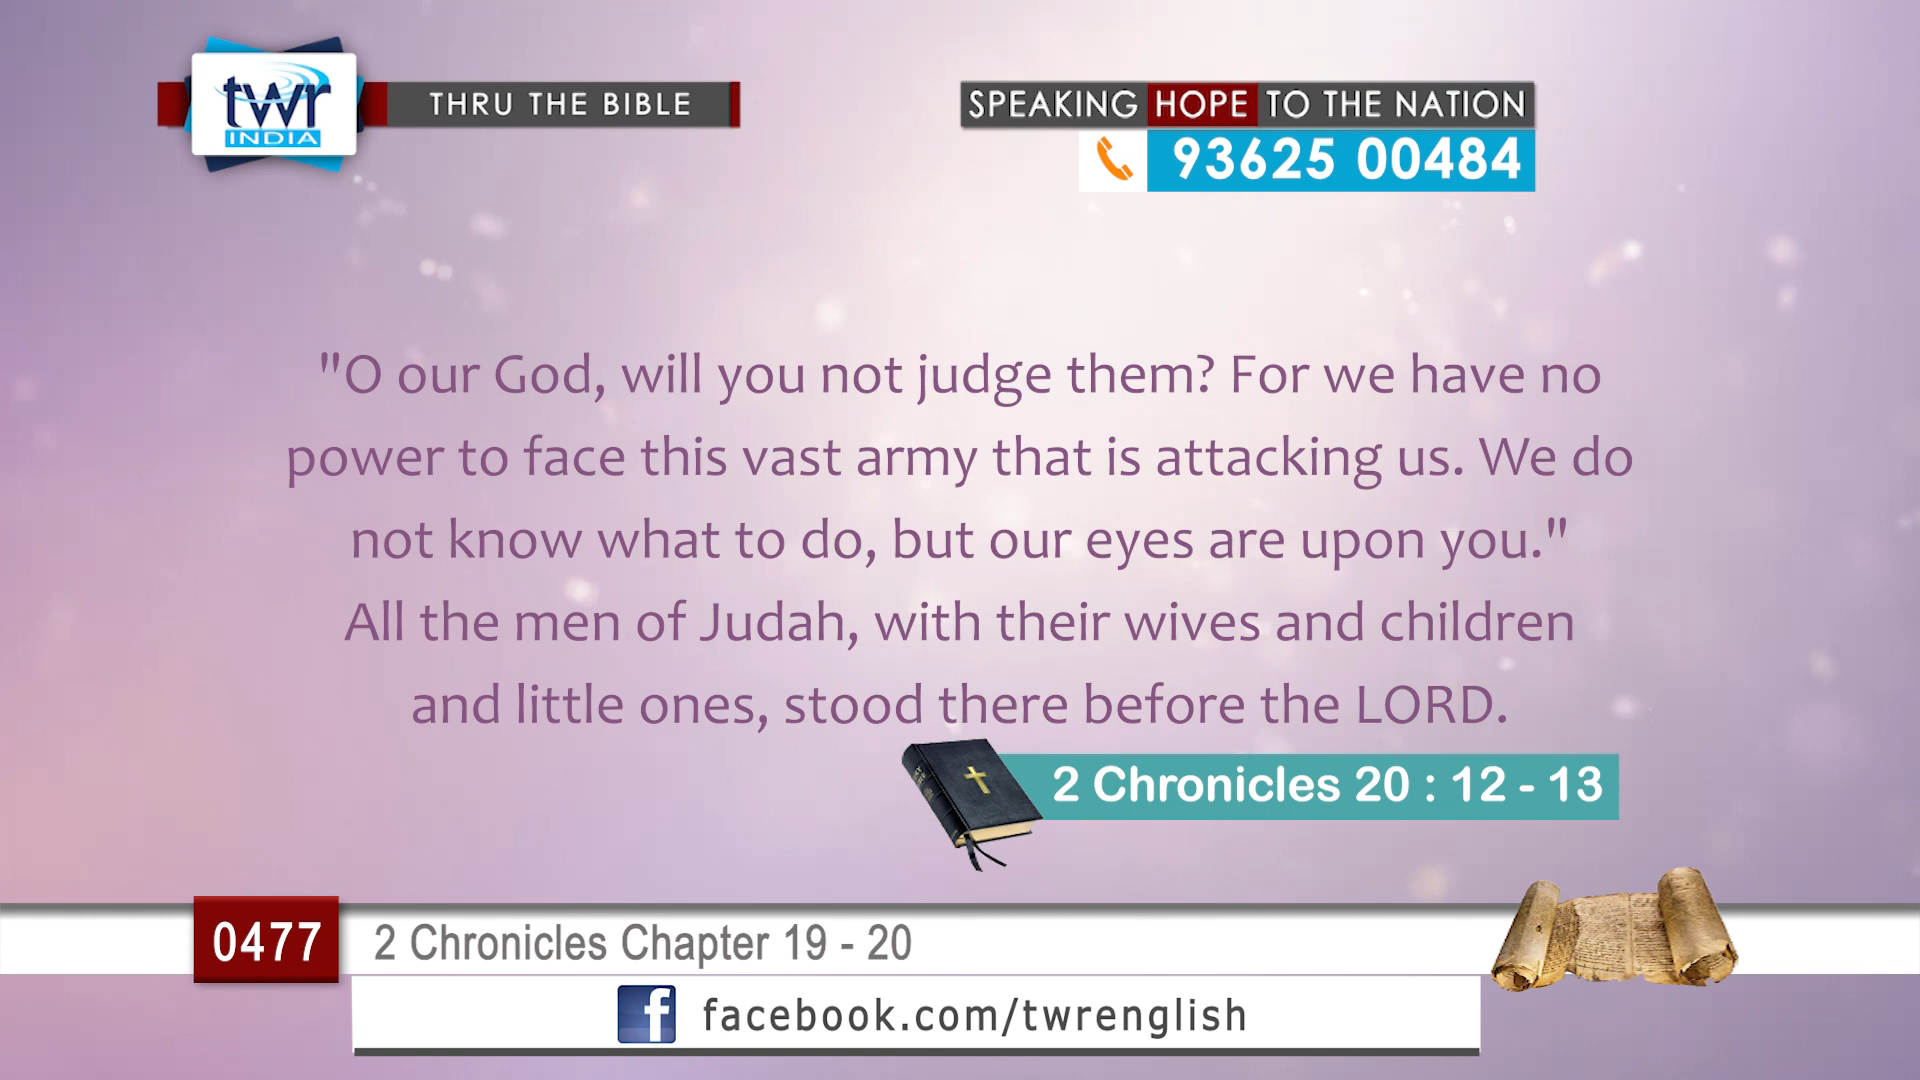 twr
INDIA
THRU THE BIBLE
SPEAKING HOPE TO THE NATION
93625 00484
"O our God, will you not judge them? For we have no
power to face this vast army that is attacking us. We do
not know what to do, but our eyes are upon you."
All the men of Judah, with their wives and children
and little ones, stood there before the LORD.
2 Chronicles 20 : 12 - 13
0477
2 Chronicles Chapter 19 - 20
f
facebook.com/twrenglish